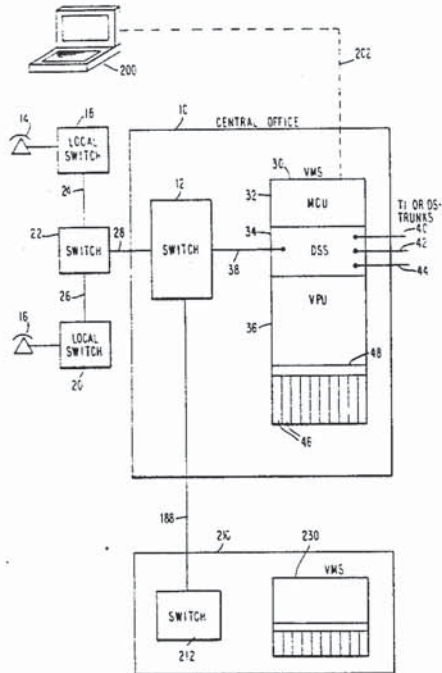 200
202
10
CENTRAL OFFICE
14
18
LOCAL
SWITCH
24
12
30
VMS
32
MCU
T1 OR DS-
TRUNKS
22
SWITCH
28
SWITCH
34
DSS
40
42
44
38
26
VPU
16
LOCAL
SWITCH
20
36
48
46
188
210
230
VMS
SWITCH
212